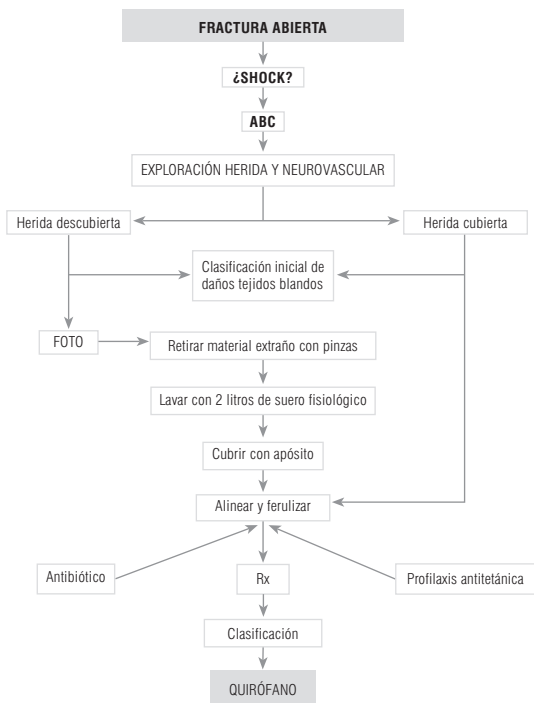 FRACTURA ABIERTA
¿SHOCK?
ABC
EXPLORACIÓN HERIDA Y NEUROVASCULAR
Herida descubierta
Herida cubierta
Clasificación inicial de
daños tejidos blandos
FOTO
Retirar material extraño con pinzas
Lavar con 2 litros de suero fisiológico
Cubrir con apósito
Alinear y ferulizar
Antibiótico
Rx
Profilaxis antitetánica
Clasificación
QUIRÓFANO